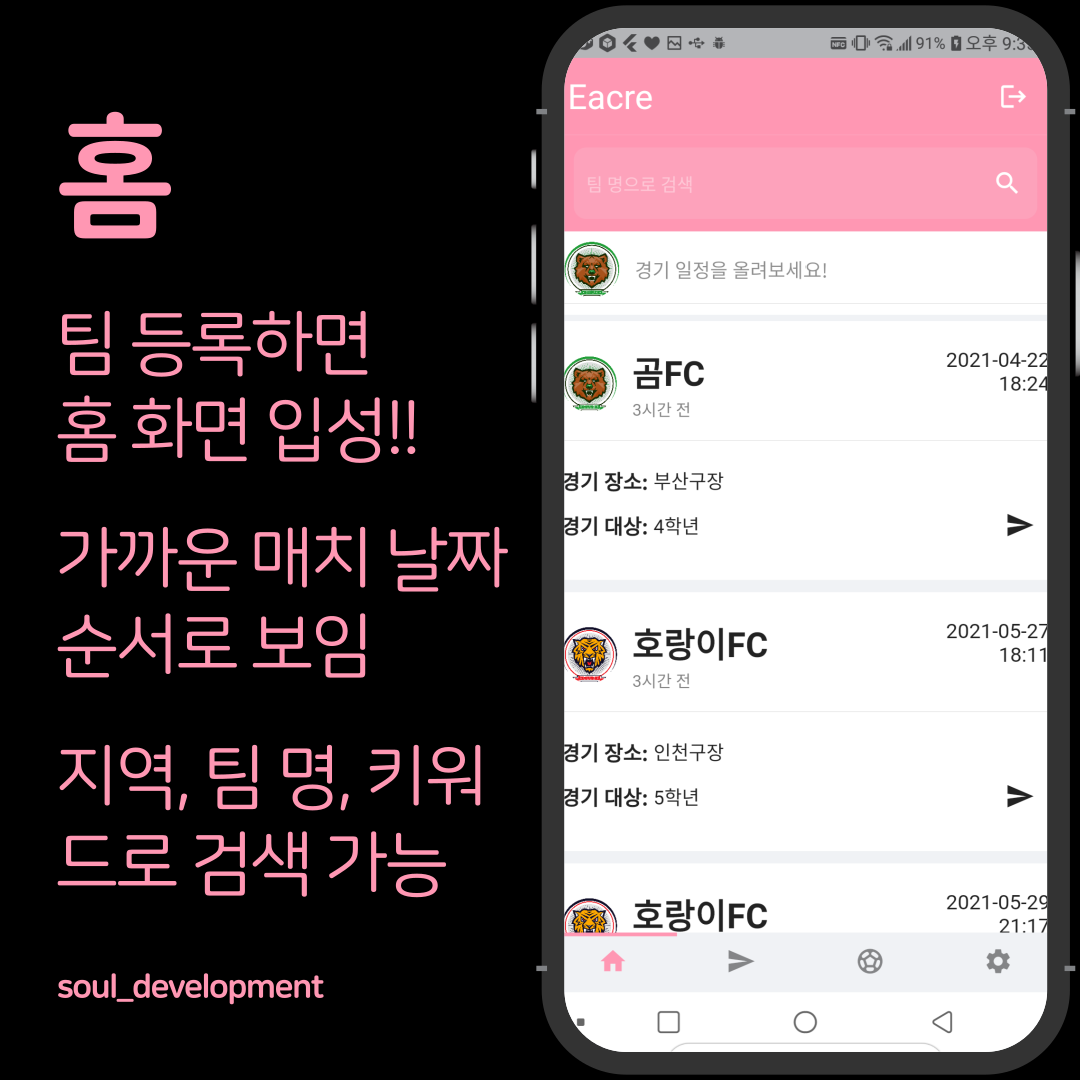 홈
팀 등록하면
홈 화면 입성!!
가까운 매치 날짜
순서로 보임
지역, 팀 명, 키워
드로 검색 가능
soul_development
91% 오후 9:3
Eacre
팀 명으로 검색
경기 일정을 올려보세요!
곰FC
3시간 전
2021-04-22
18:24
경기 장소: 부산구장
경기 대상: 4학년
호랑이FC
3시간 전
2021-05-27
18:11
경기 장소: 인천구장
경기 대상: 5학년
호랑이FC
2021-05-29
21:17